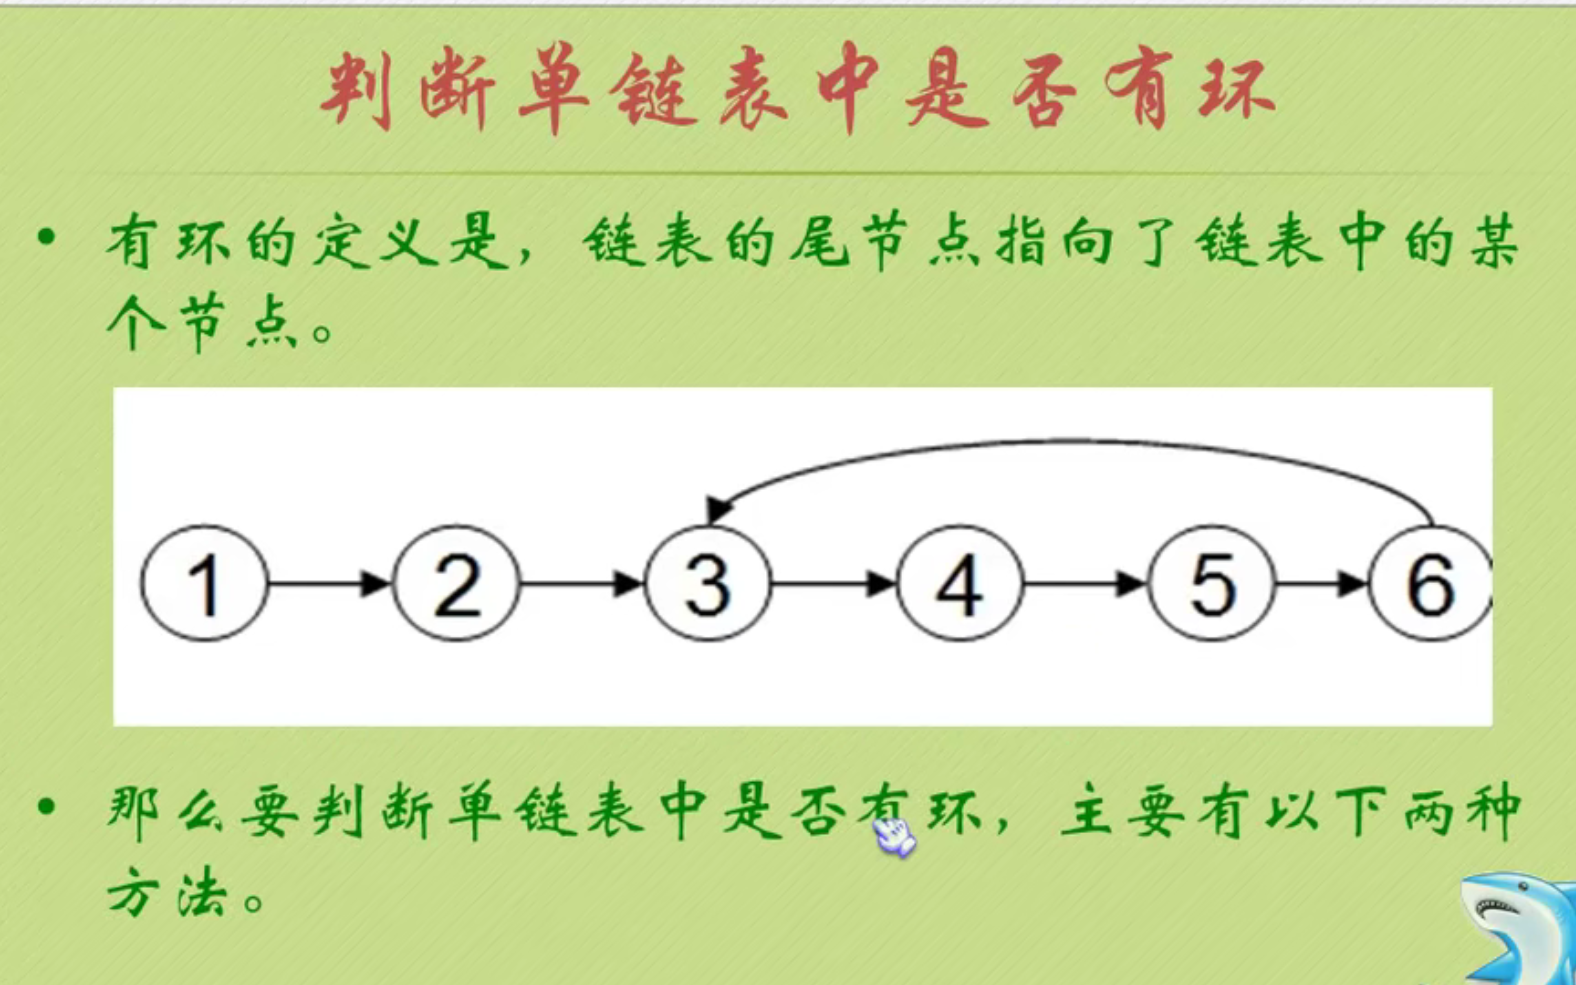 判断单链表中是否有环
• 有环的定义是，链表的尾节点指向了链表中的某
个节点。
1 2 3 4 5 6
• 那么要判断单链表中是否有环，主要有以下两种
方法。